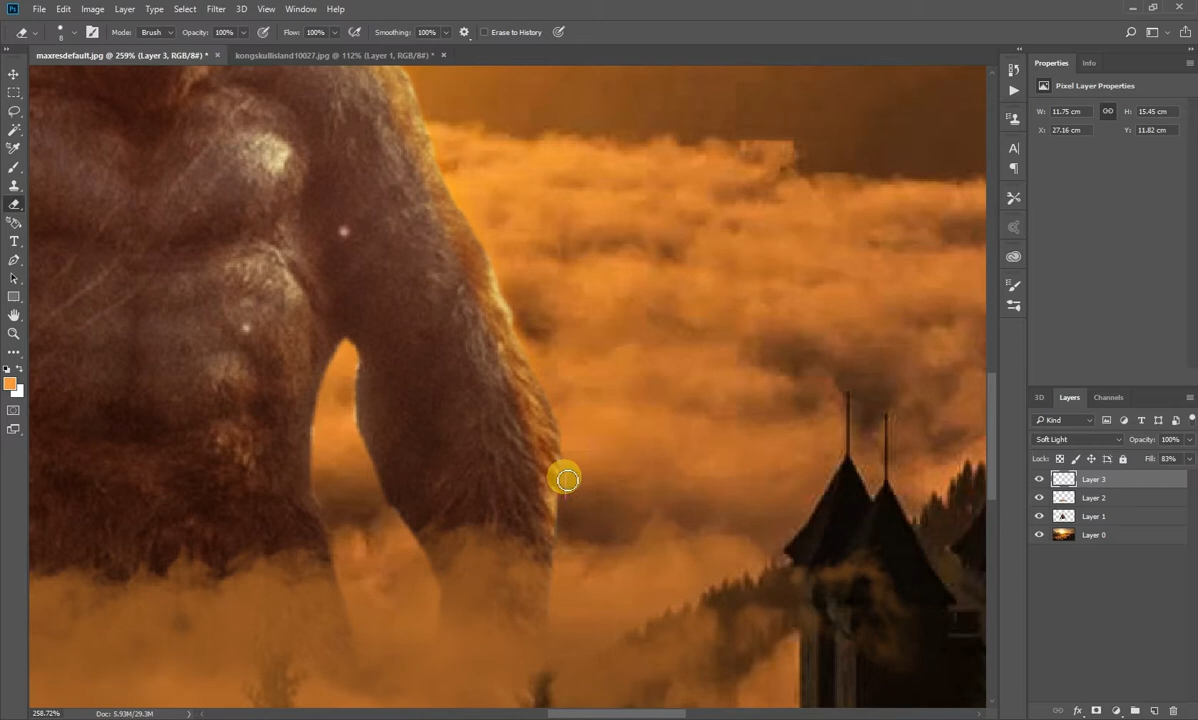 Ps File Edit Image Layer Type Select Filter 3D View Window Help
8 Mode: Brush Opacity: 100% Flow: 100% Smoothing: 100% Erase to History
maxresdefault.jpg @ 259% (Layer 3, RGB/8#) * × kongskullisland10027.jpg @ 112% (Layer 1, RGB/8#) * ×
Properties Info
Pixel Layer Properties
W: 11.75 cm H: 15.45 cm
X: 27.16 cm Y: 11.82 cm
3D Layers Channels
Kind
Soft Light Opacity: 100%
Lock: Fill: 83%
Layer 3
Layer 2
Layer 1
Layer 0
258.72% Doc: 5.93M/29.3M